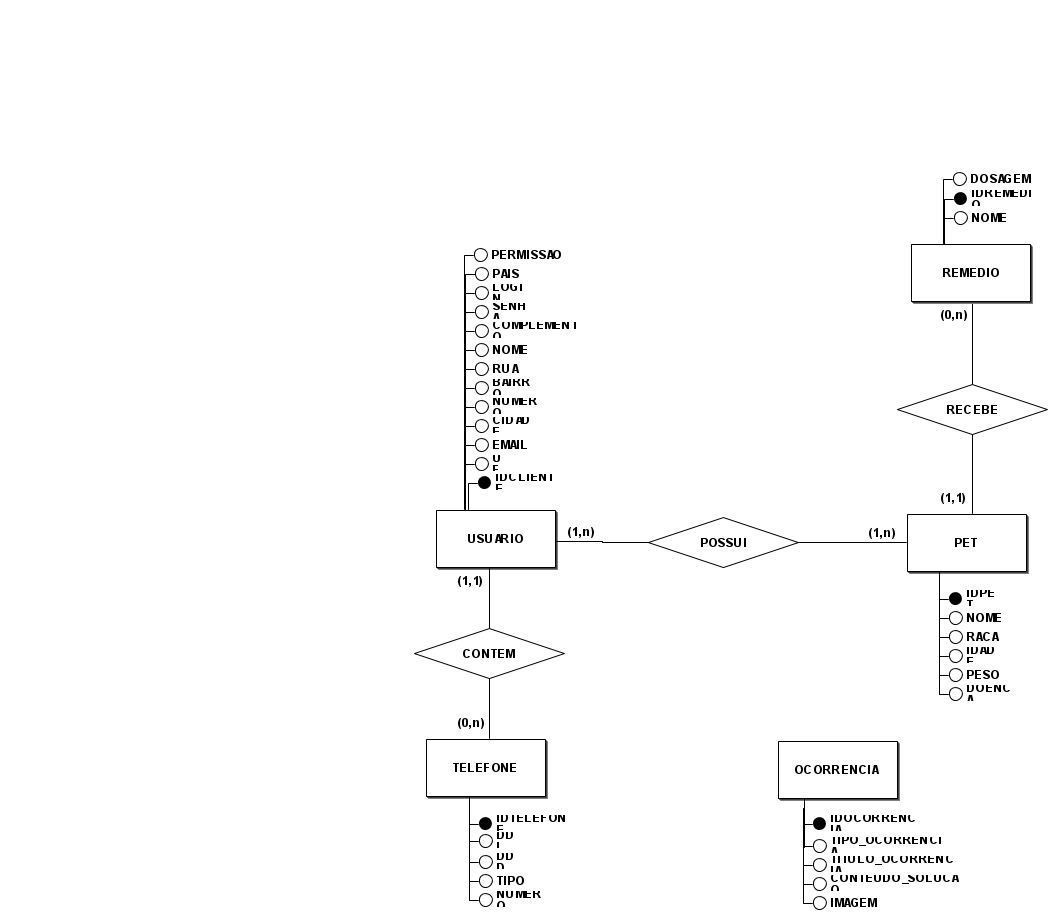 DOSAGEM
IDREMEDIO
NOME
REMEDIO
(0,n)
RECEBE
(1,1)
PERMISSAO
PAIS
LOGIN
SENHA
COMPLEMENTO
NOME
RUA
BAIRRO
NUMERO
CIDADE
EMAIL
UF
IDCLIENTE
USUARIO
(1,n)
POSSUI
(1,n)
PET
IDPET
NOME
RACA
IDADE
PESO
DOENCA
(1,1)
CONTEM
(0,n)
TELEFONE
IDTELEFONE
DDI
DDD
TIPO
NUMERO
OCORRENCIA
IDOCORRENCIA
TIPO_OCORRENCIA
TITULO_OCORRENCIA
CONTEUDO_SOLUCAO
IMAGEM